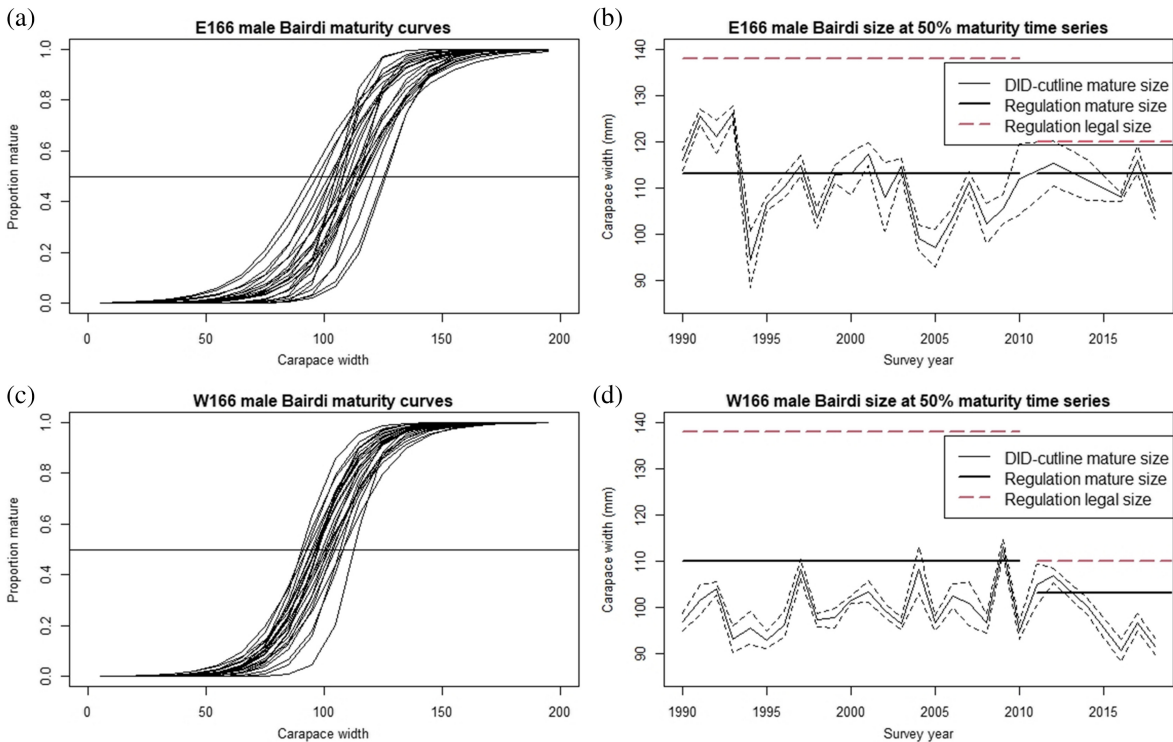 (a)
E166 male Bairdi maturity curves
Proportion mature
1.0
0.8
0.6
0.4
0.2
0.0
0 50 100 150 200
Carapace width
(b)
E166 male Bairdi size at 50% maturity time series
Carapace width (mm)
140
130
120
110
100
90
DID-cutline mature size
Regulation mature size
Regulation legal size
1990 1995 2000 2005 2010 2015
Survey year
(c)
W166 male Bairdi maturity curves
Proportion mature
1.0
0.8
0.6
0.4
0.2
0.0
0 50 100 150 200
Carapace width
(d)
W166 male Bairdi size at 50% maturity time series
Carapace width (mm)
140
130
120
110
100
90
DID-cutline mature size
Regulation mature size
Regulation legal size
1990 1995 2000 2005 2010 2015
Survey year